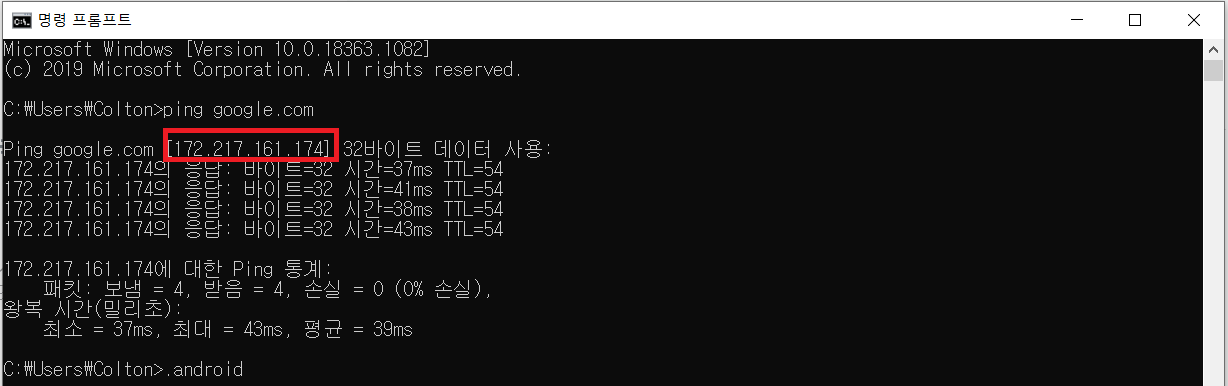 명령 프롬프트
Microsoft Windows [Version 10.0.18363.1082]
(c) 2019 Microsoft Corporation. All rights reserved.
C:₩Users₩Colton>ping google.com
Ping google.com [172.217.161.174] 32바이트 데이터 사용:
172.217.161.174의 응답: 바이트=32 시간=37ms TTL=54
172.217.161.174의 응답: 바이트=32 시간=41ms TTL=54
172.217.161.174의 응답: 바이트=32 시간=38ms TTL=54
172.217.161.174의 응답: 바이트=32 시간=43ms TTL=54
172.217.161.174에 대한 Ping 통계:
패킷: 보냄 = 4, 받음 = 4, 손실 = 0 (0% 손실),
왕복 시간(밀리초):
최소 = 37ms, 최대 = 43ms, 평균 = 39ms
C:₩Users₩Colton>.android